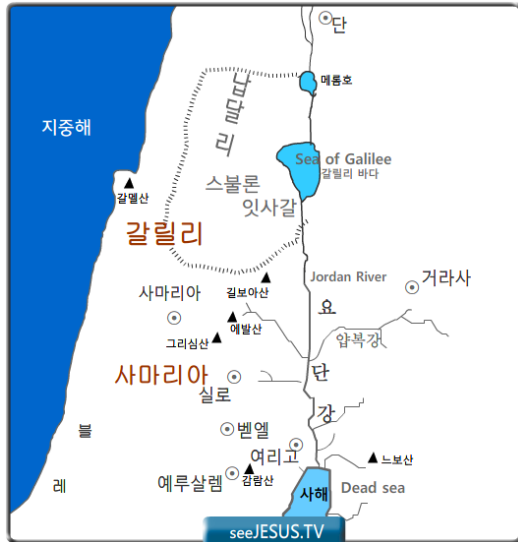 단
메롬호
납달리
지중해
Sea of Galilee
갈릴리 바다
스불론
잇사갈
갈멜산
갈릴리
길보아산
Jordan River
거라사
사마리아
요단강
에발산
그리심산
얍복강
사마리아
실로
벧엘
여리고
느보산
블레
예루살렘
감람산
사해
Dead sea
seeJESUS.TV